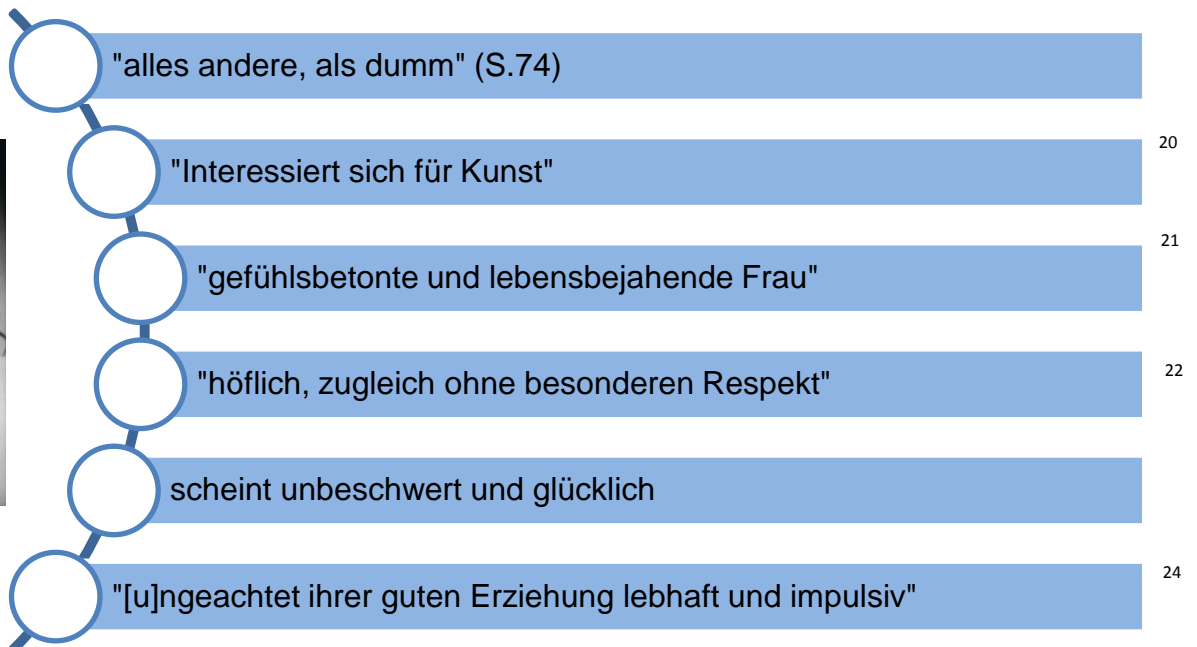 "alles andere, als dumm" (S.74)
"Interessiert sich für Kunst"
20
"gefühlsbetonte und lebensbejahende Frau"
21
"höflich, zugleich ohne besonderen Respekt"
22
scheint unbeschwert und glücklich
"[u]ngeachtet ihrer guten Erziehung lebhaft und impulsiv"
24